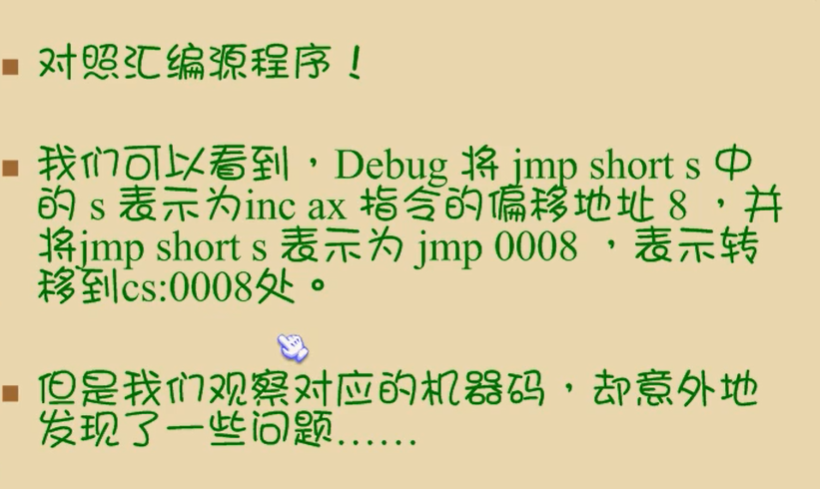 对照汇编源程序！
我们可以看到，Debug 将 jmp short s 中
的 s 表示为inc ax 指令的偏移地址 8 ，并
将jmp short s 表示为 jmp 0008 ，表示转
移到cs:0008处。
但是我们观察对应的机器码，却意外地
发现了一些问题……